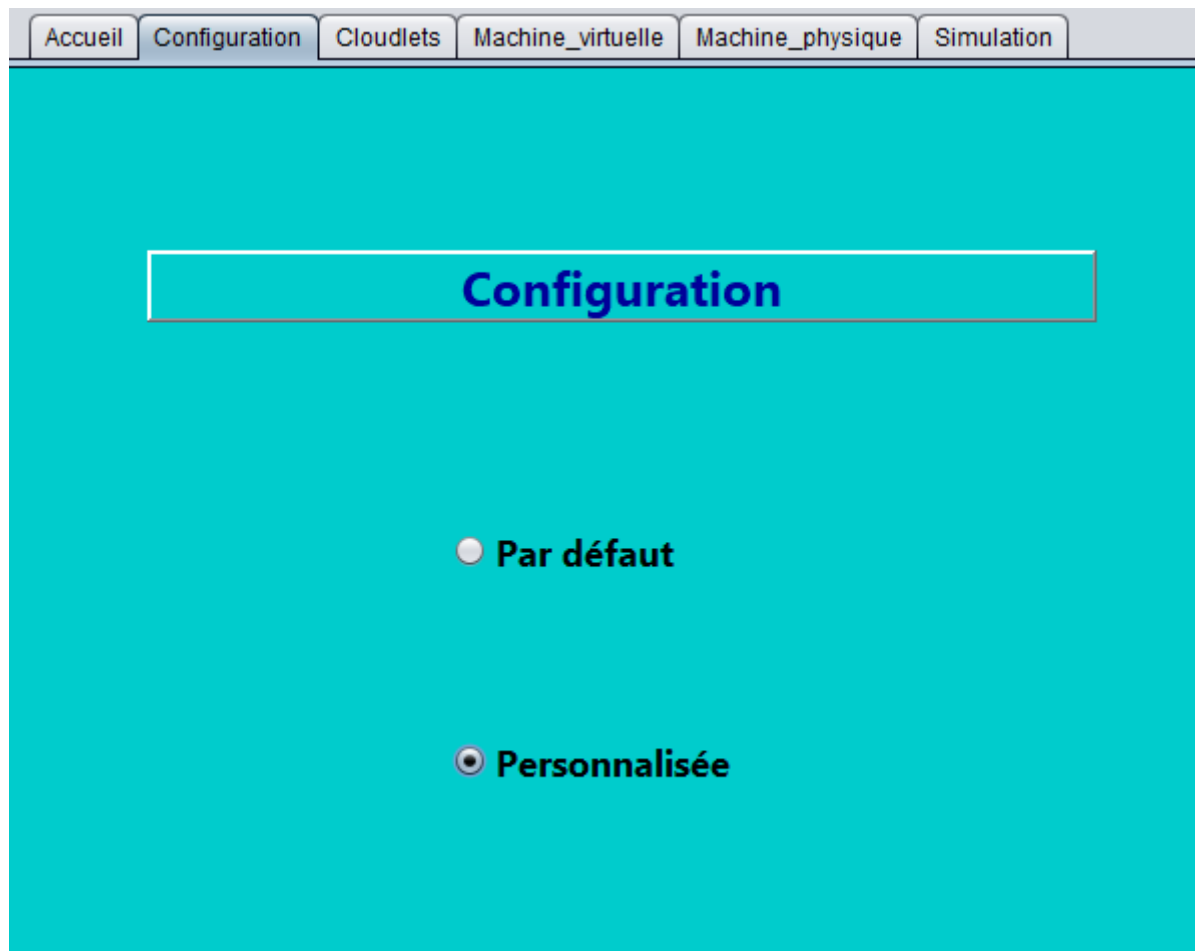 Accueil Configuration Cloudlets Machine_virtuelle Machine_physique Simulation
Configuration
Par défaut
Personnalisée